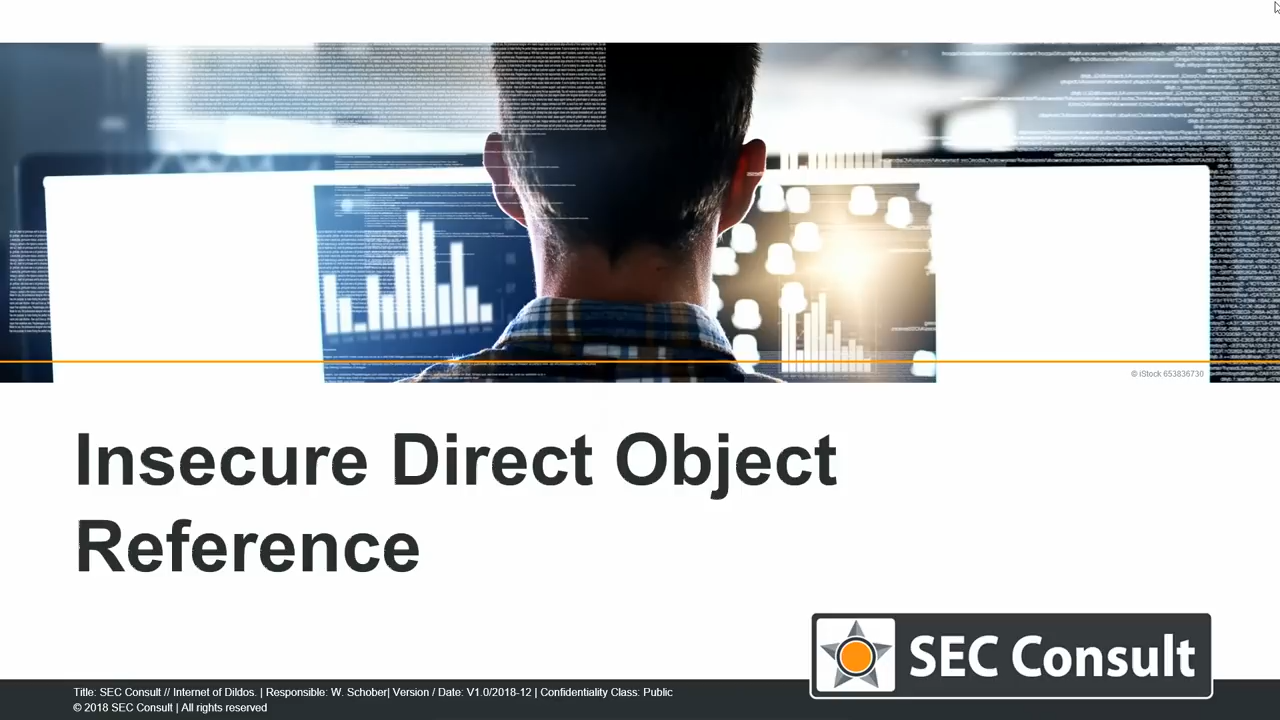 © iStock 653836730
Insecure Direct Object
Reference
SEC Consult
Title: SEC Consult // Internet of Dildos. | Responsible: W. Schober| Version / Date: V1.0/2018-12 | Confidentiality Class: Public
© 2018 SEC Consult | All rights reserved